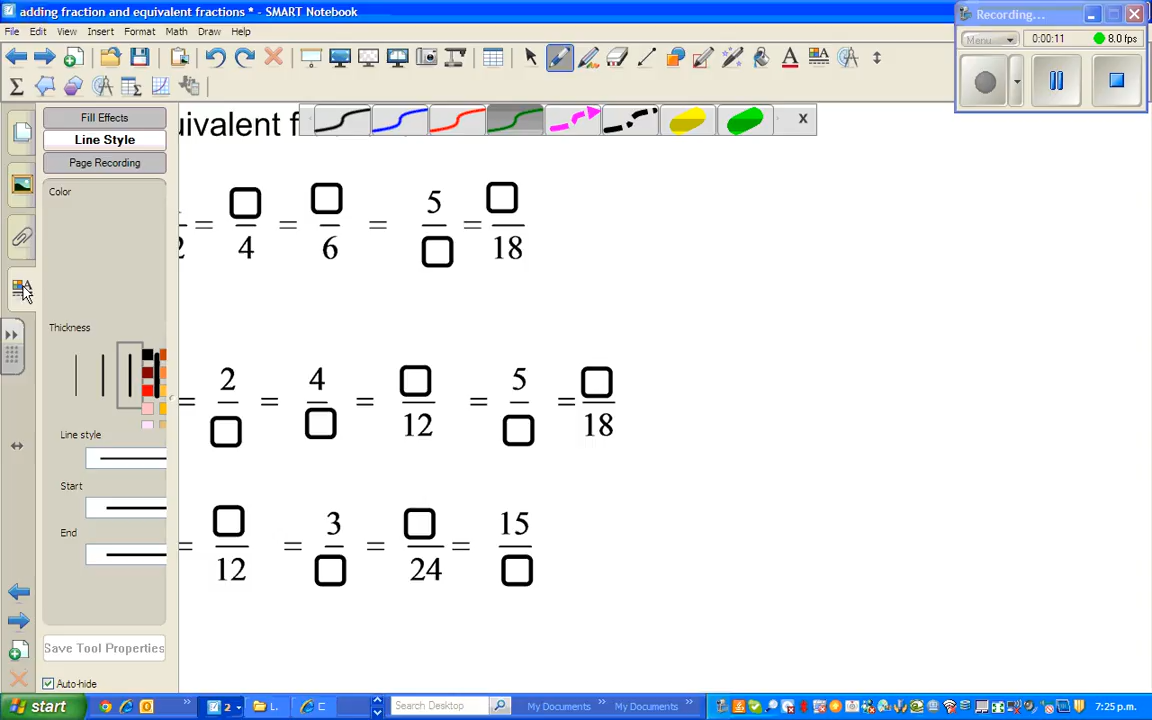 adding fraction and equivalent fractions * - SMART Notebook
Recording...
File Edit View Insert Format Math Draw Help
Menu 0:00:11 8.0 fps
Fill Effects
Line Style
Page Recording
Color
Thickness
Line style
Start
End
Save Tool Properties
Auto-hide
uivalent f
= □/4 = □/6 = 5/□ = □/18
= 2/□ = 4/□ = □/12 = 5/□ = □/18
= □/12 = 3/□ = □/24 = 15/□
start 2 L. C Search Desktop My Documents » My Documents » 7:25 p.m.